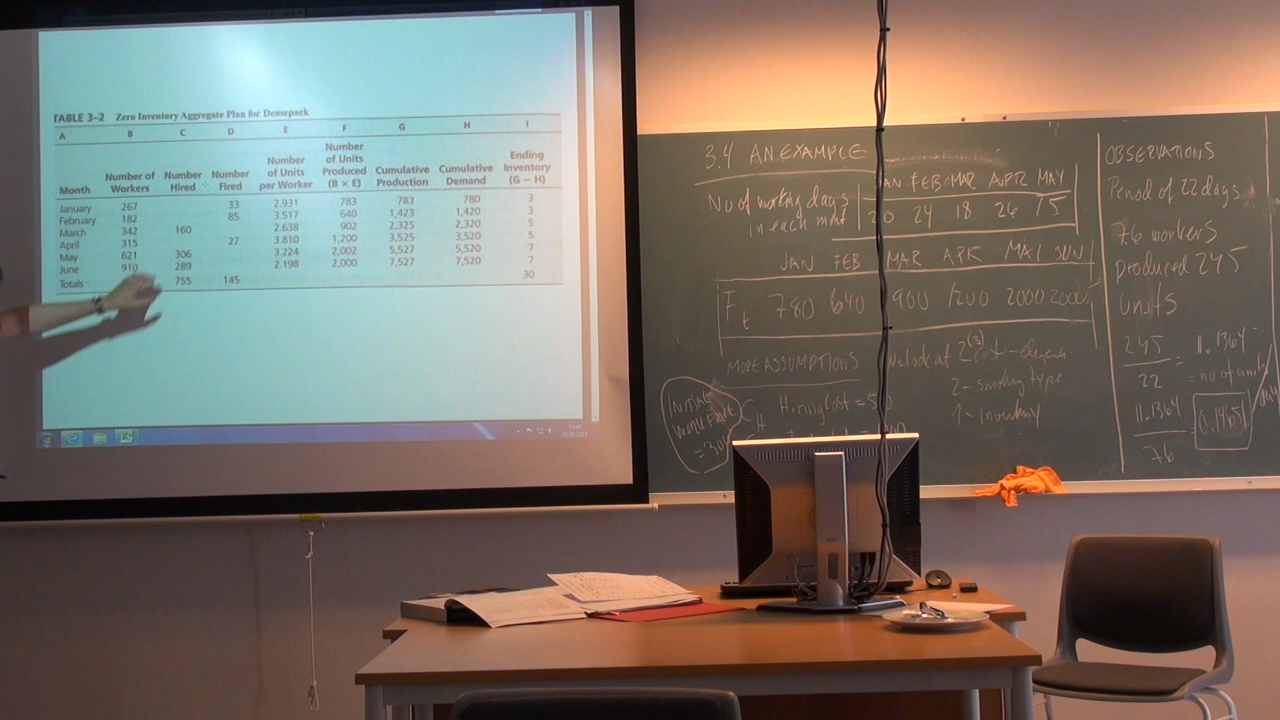 TABLE 3–2 Zero Inventory Aggregate Plan for Densepack
A B C D E F G H I
Month Number of Workers Number Hired Number Fired Number of Units per Worker Number of Units Produced (B × E) Cumulative Production Cumulative Demand Ending Inventory (G − H)
January 267 33 2.931 783 783 780 3
February 182 85 3.517 640 1,423 1,420 3
March 342 160 2.638 902 2,325 2,320 5
April 315 27 3.810 1,200 3,525 3,520 5
May 621 306 3.224 2,002 5,527 5,520 7
June 910 289 2.198 2,000 7,527 7,520 7
Totals 755 145 30
3.4 AN EXAMPLE
FEB MAR APR MAY
No of working days
in each
20 24 18 26
JAN FEB MAR APR MAI JUN
Ft 780 640 900 1200 2000 2000
MORE ASSUMPTIONS We look at
2 - smoothing type
1 - Inventory
INITIAL
WORK FORCE
= 300
CH Hiring cost =
OBSERVATIONS
Period of 22 days
76 workers
produced 245
units
245
22
= 11.1364
= no of units
11.1364
76
=